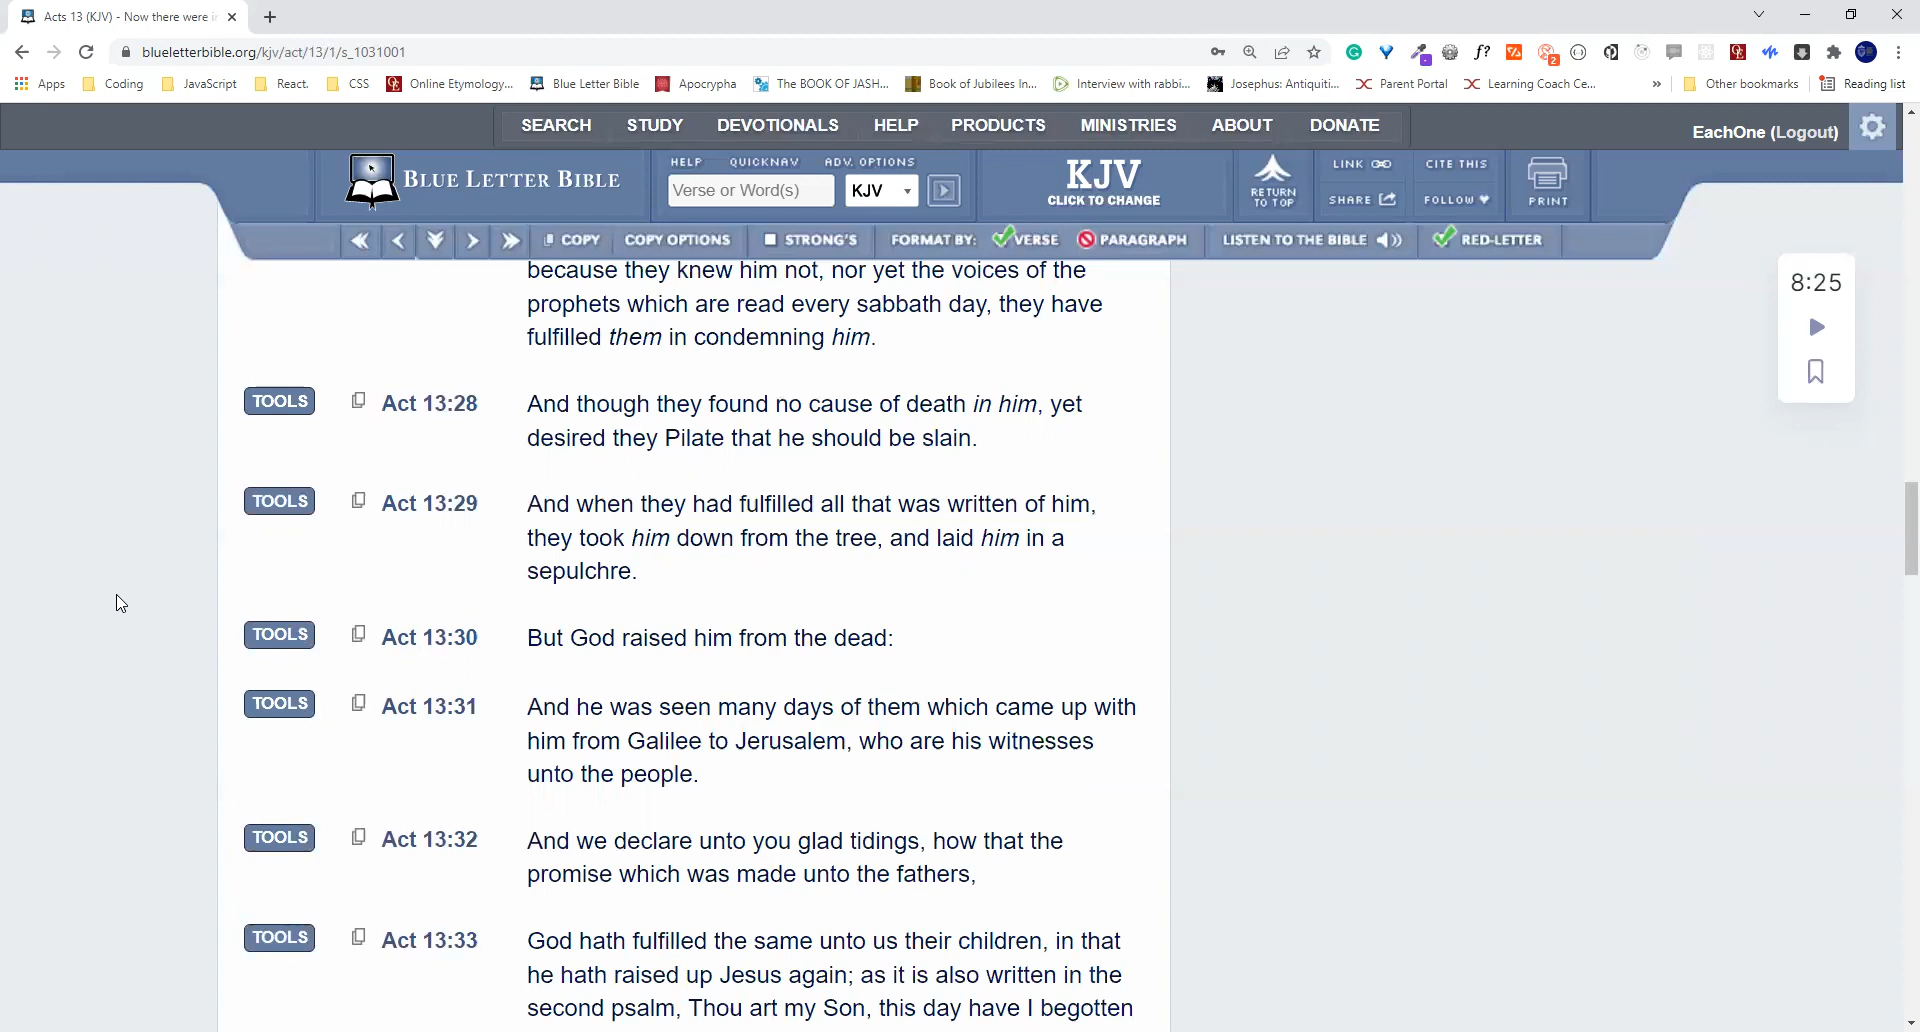 Acts 13 (KJV) - Now there were in
blueletterbible.org/kjv/act/13/1/s_1031001
f?
2
Apps Coding JavaScript React. CSS Online Etymology... Blue Letter Bible Apocrypha The BOOK OF JASH... Book of Jubilees In... Interview with rabbi... Josephus: Antiquiti... Parent Portal Learning Coach Ce... » Other bookmarks Reading list
SEARCH STUDY DEVOTIONALS HELP PRODUCTS MINISTRIES ABOUT DONATE
EachOne (Logout)
BLUE LETTER BIBLE
HELP QUICKNAV ADV. OPTIONS
Verse or Word(s) KJV
KJV
CLICK TO CHANGE
RETURN
TO TOP
LINK CITE THIS
SHARE FOLLOW
PRINT
COPY COPY OPTIONS STRONG'S FORMAT BY: VERSE PARAGRAPH LISTEN TO THE BIBLE RED-LETTER
8:25
because they knew him not, nor yet the voices of the
prophets which are read every sabbath day, they have
fulfilled them in condemning him.
TOOLS Act 13:28 And though they found no cause of death in him, yet
desired they Pilate that he should be slain.
TOOLS Act 13:29 And when they had fulfilled all that was written of him,
they took him down from the tree, and laid him in a
sepulchre.
TOOLS Act 13:30 But God raised him from the dead:
TOOLS Act 13:31 And he was seen many days of them which came up with
him from Galilee to Jerusalem, who are his witnesses
unto the people.
TOOLS Act 13:32 And we declare unto you glad tidings, how that the
promise which was made unto the fathers,
TOOLS Act 13:33 God hath fulfilled the same unto us their children, in that
he hath raised up Jesus again; as it is also written in the
second psalm, Thou art my Son, this day have I begotten